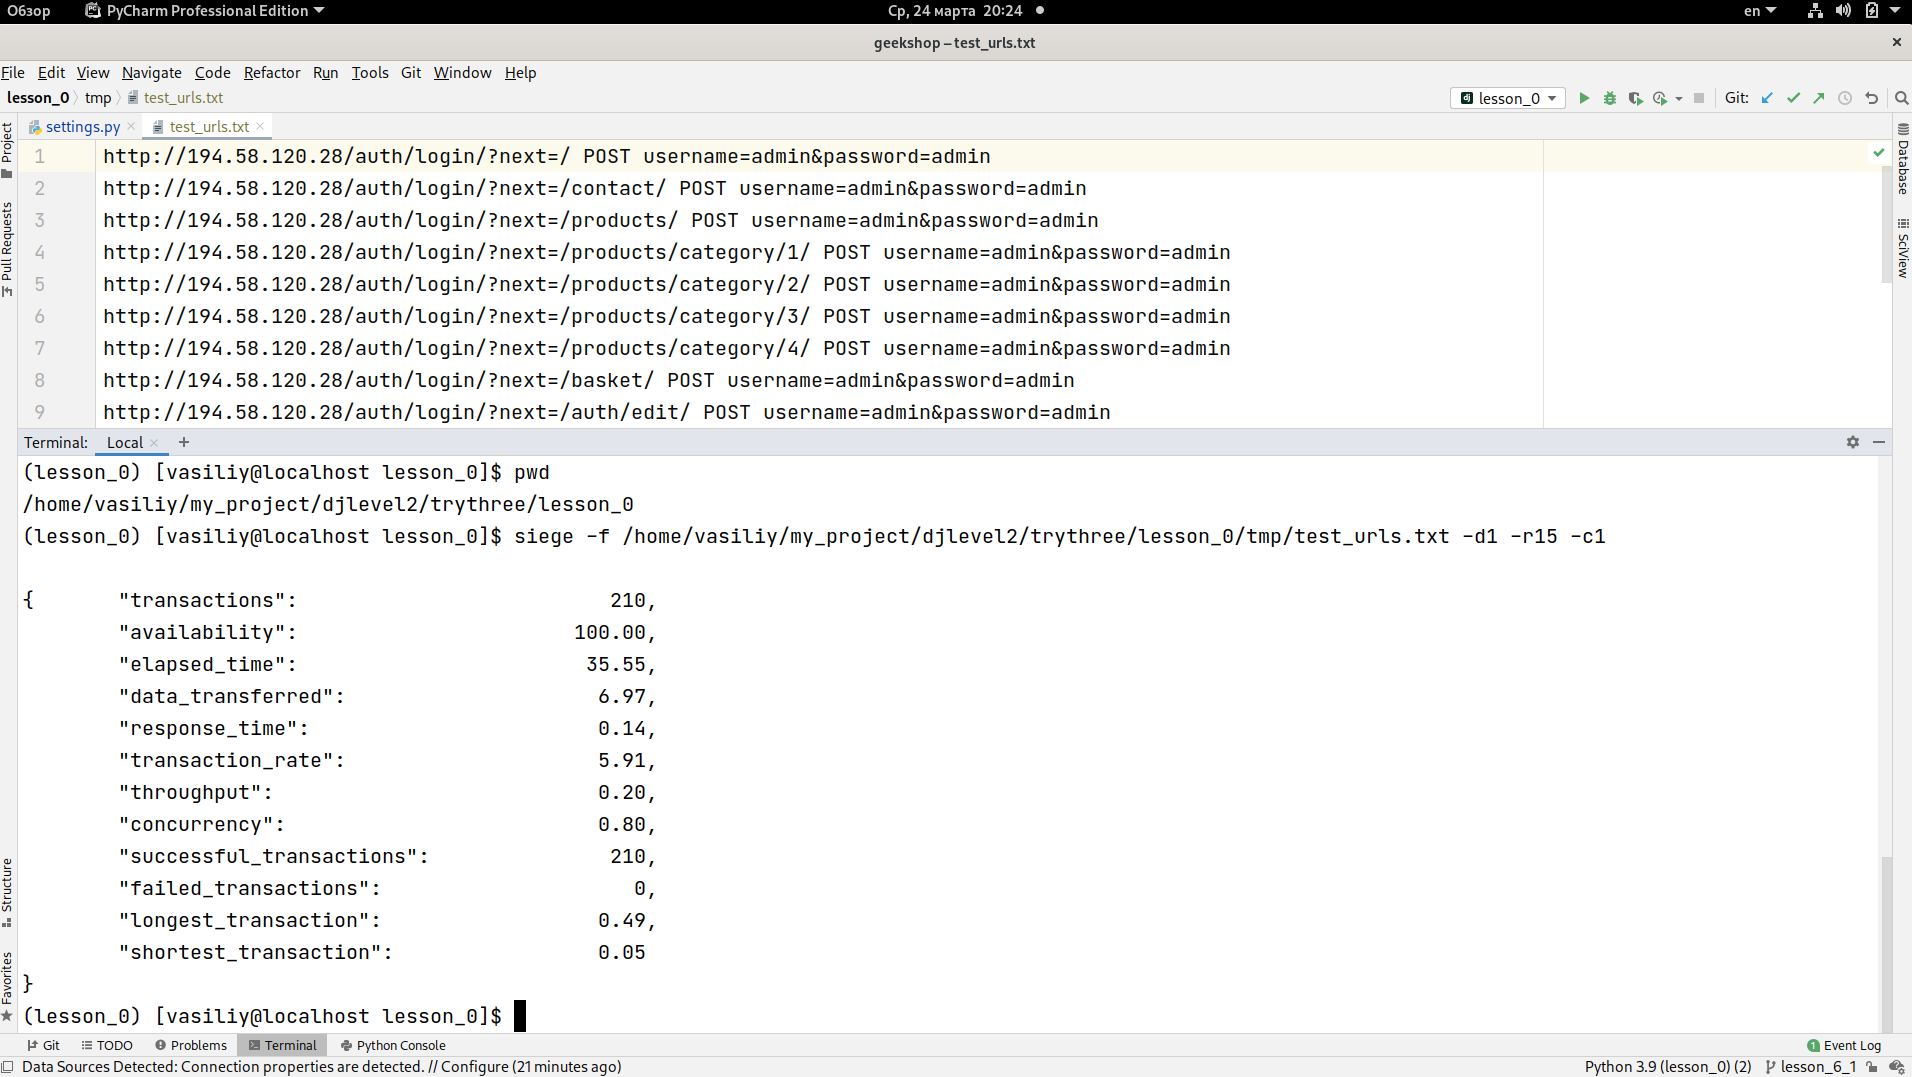 Обзор PyCharm Professional Edition Ср, 24 марта 20:24 en
geekshop – test_urls.txt
File Edit View Navigate Code Refactor Run Tools Git Window Help
lesson_0 tmp test_urls.txt lesson_0 Git:
Project
Pull Requests
Structure
Favorites
settings.py test_urls.txt
1 http://194.58.120.28/auth/login/?next=/ POST username=admin&password=admin
2 http://194.58.120.28/auth/login/?next=/contact/ POST username=admin&password=admin
3 http://194.58.120.28/auth/login/?next=/products/ POST username=admin&password=admin
4 http://194.58.120.28/auth/login/?next=/products/category/1/ POST username=admin&password=admin
5 http://194.58.120.28/auth/login/?next=/products/category/2/ POST username=admin&password=admin
6 http://194.58.120.28/auth/login/?next=/products/category/3/ POST username=admin&password=admin
7 http://194.58.120.28/auth/login/?next=/products/category/4/ POST username=admin&password=admin
8 http://194.58.120.28/auth/login/?next=/basket/ POST username=admin&password=admin
9 http://194.58.120.28/auth/login/?next=/auth/edit/ POST username=admin&password=admin
Database
SciView
Terminal: Local +
(lesson_0) [vasiliy@localhost lesson_0]$ pwd
/home/vasiliy/my_project/djlevel2/trythree/lesson_0
(lesson_0) [vasiliy@localhost lesson_0]$ siege -f /home/vasiliy/my_project/djlevel2/trythree/lesson_0/tmp/test_urls.txt -d1 -r15 -c1
{ "transactions": 210,
"availability": 100.00,
"elapsed_time": 35.55,
"data_transferred": 6.97,
"response_time": 0.14,
"transaction_rate": 5.91,
"throughput": 0.20,
"concurrency": 0.80,
"successful_transactions": 210,
"failed_transactions": 0,
"longest_transaction": 0.49,
"shortest_transaction": 0.05
}
(lesson_0) [vasiliy@localhost lesson_0]$
Git TODO Problems Terminal Python Console 1 Event Log
Data Sources Detected: Connection properties are detected. // Configure (21 minutes ago) Python 3.9 (lesson_0) (2) lesson_6_1